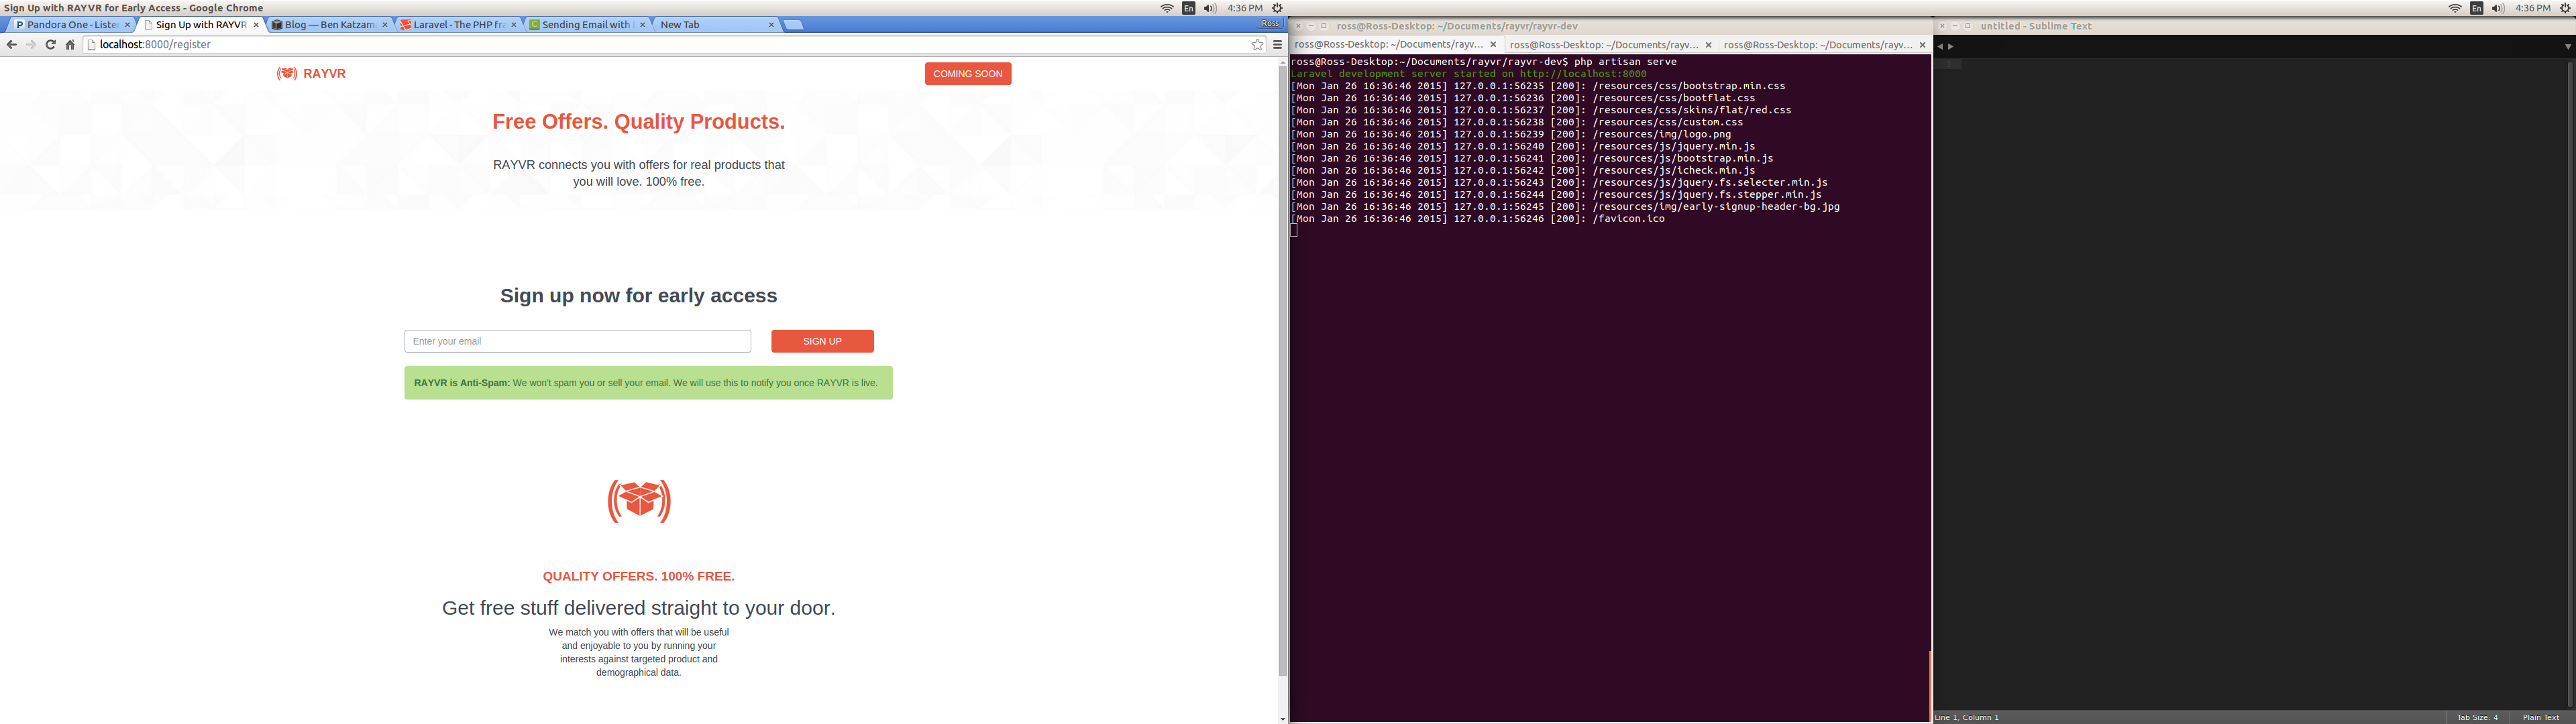 Sign Up with RAYVR for Early Access - Google Chrome
En 4:36 PM
Pandora One - Liste
Sign Up with RAYVR
Blog — Ben Katzam
Laravel - The PHP fra
Sending Email with
New Tab
Ross
localhost:8000/register
RAYVR
COMING SOON
Free Offers. Quality Products.
RAYVR connects you with offers for real products that
you will love. 100% free.
Sign up now for early access
Enter your email
SIGN UP
RAYVR is Anti-Spam: We won't spam you or sell your email. We will use this to notify you once RAYVR is live.
QUALITY OFFERS. 100% FREE.
Get free stuff delivered straight to your door.
We match you with offers that will be useful
and enjoyable to you by running your
interests against targeted product and
demographical data.
ross@Ross-Desktop: ~/Documents/rayvr/rayvr-dev
ross@Ross-Desktop: ~/Documents/rayv...
ross@Ross-Desktop: ~/Documents/rayv...
ross@Ross-Desktop: ~/Documents/rayv...
ross@Ross-Desktop:~/Documents/rayvr/rayvr-dev$ php artisan serve
Laravel development server started on http://localhost:8000
[Mon Jan 26 16:36:46 2015] 127.0.0.1:56235 [200]: /resources/css/bootstrap.min.css
[Mon Jan 26 16:36:46 2015] 127.0.0.1:56236 [200]: /resources/css/bootflat.css
[Mon Jan 26 16:36:46 2015] 127.0.0.1:56237 [200]: /resources/css/skins/flat/red.css
[Mon Jan 26 16:36:46 2015] 127.0.0.1:56238 [200]: /resources/css/custom.css
[Mon Jan 26 16:36:46 2015] 127.0.0.1:56239 [200]: /resources/img/logo.png
[Mon Jan 26 16:36:46 2015] 127.0.0.1:56240 [200]: /resources/js/jquery.min.js
[Mon Jan 26 16:36:46 2015] 127.0.0.1:56241 [200]: /resources/js/bootstrap.min.js
[Mon Jan 26 16:36:46 2015] 127.0.0.1:56242 [200]: /resources/js/icheck.min.js
[Mon Jan 26 16:36:46 2015] 127.0.0.1:56243 [200]: /resources/js/jquery.fs.selecter.min.js
[Mon Jan 26 16:36:46 2015] 127.0.0.1:56244 [200]: /resources/js/jquery.fs.stepper.min.js
[Mon Jan 26 16:36:46 2015] 127.0.0.1:56245 [200]: /resources/img/early-signup-header-bg.jpg
[Mon Jan 26 16:36:46 2015] 127.0.0.1:56246 [200]: /favicon.ico
En 4:36 PM
untitled - Sublime Text
1
Line 1, Column 1
Tab Size: 4
Plain Text